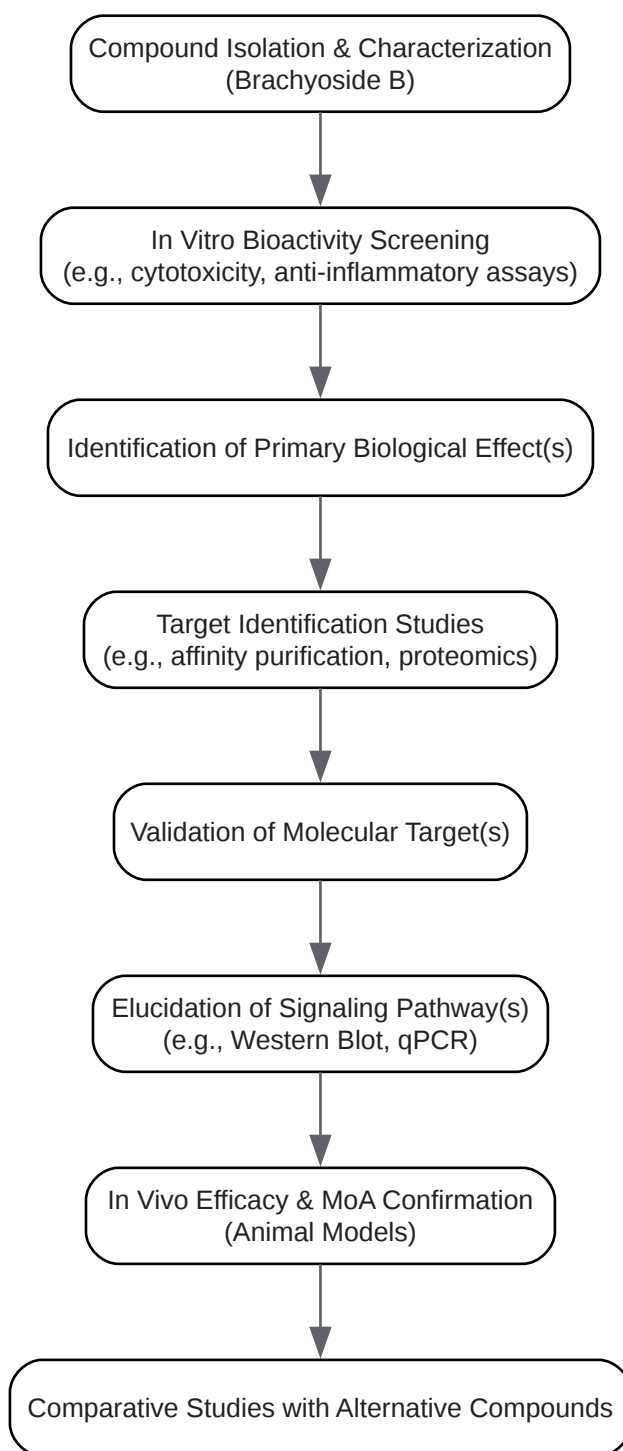 Compound Isolation & Characterization
(Brachyoside B)
In Vitro Bioactivity Screening
(e.g., cytotoxicity, anti-inflammatory assays)
Identification of Primary Biological Effect(s)
Target Identification Studies
(e.g., affinity purification, proteomics)
Validation of Molecular Target(s)
Elucidation of Signaling Pathway(s)
(e.g., Western Blot, qPCR)
In Vivo Efficacy & MoA Confirmation
(Animal Models)
Comparative Studies with Alternative Compounds